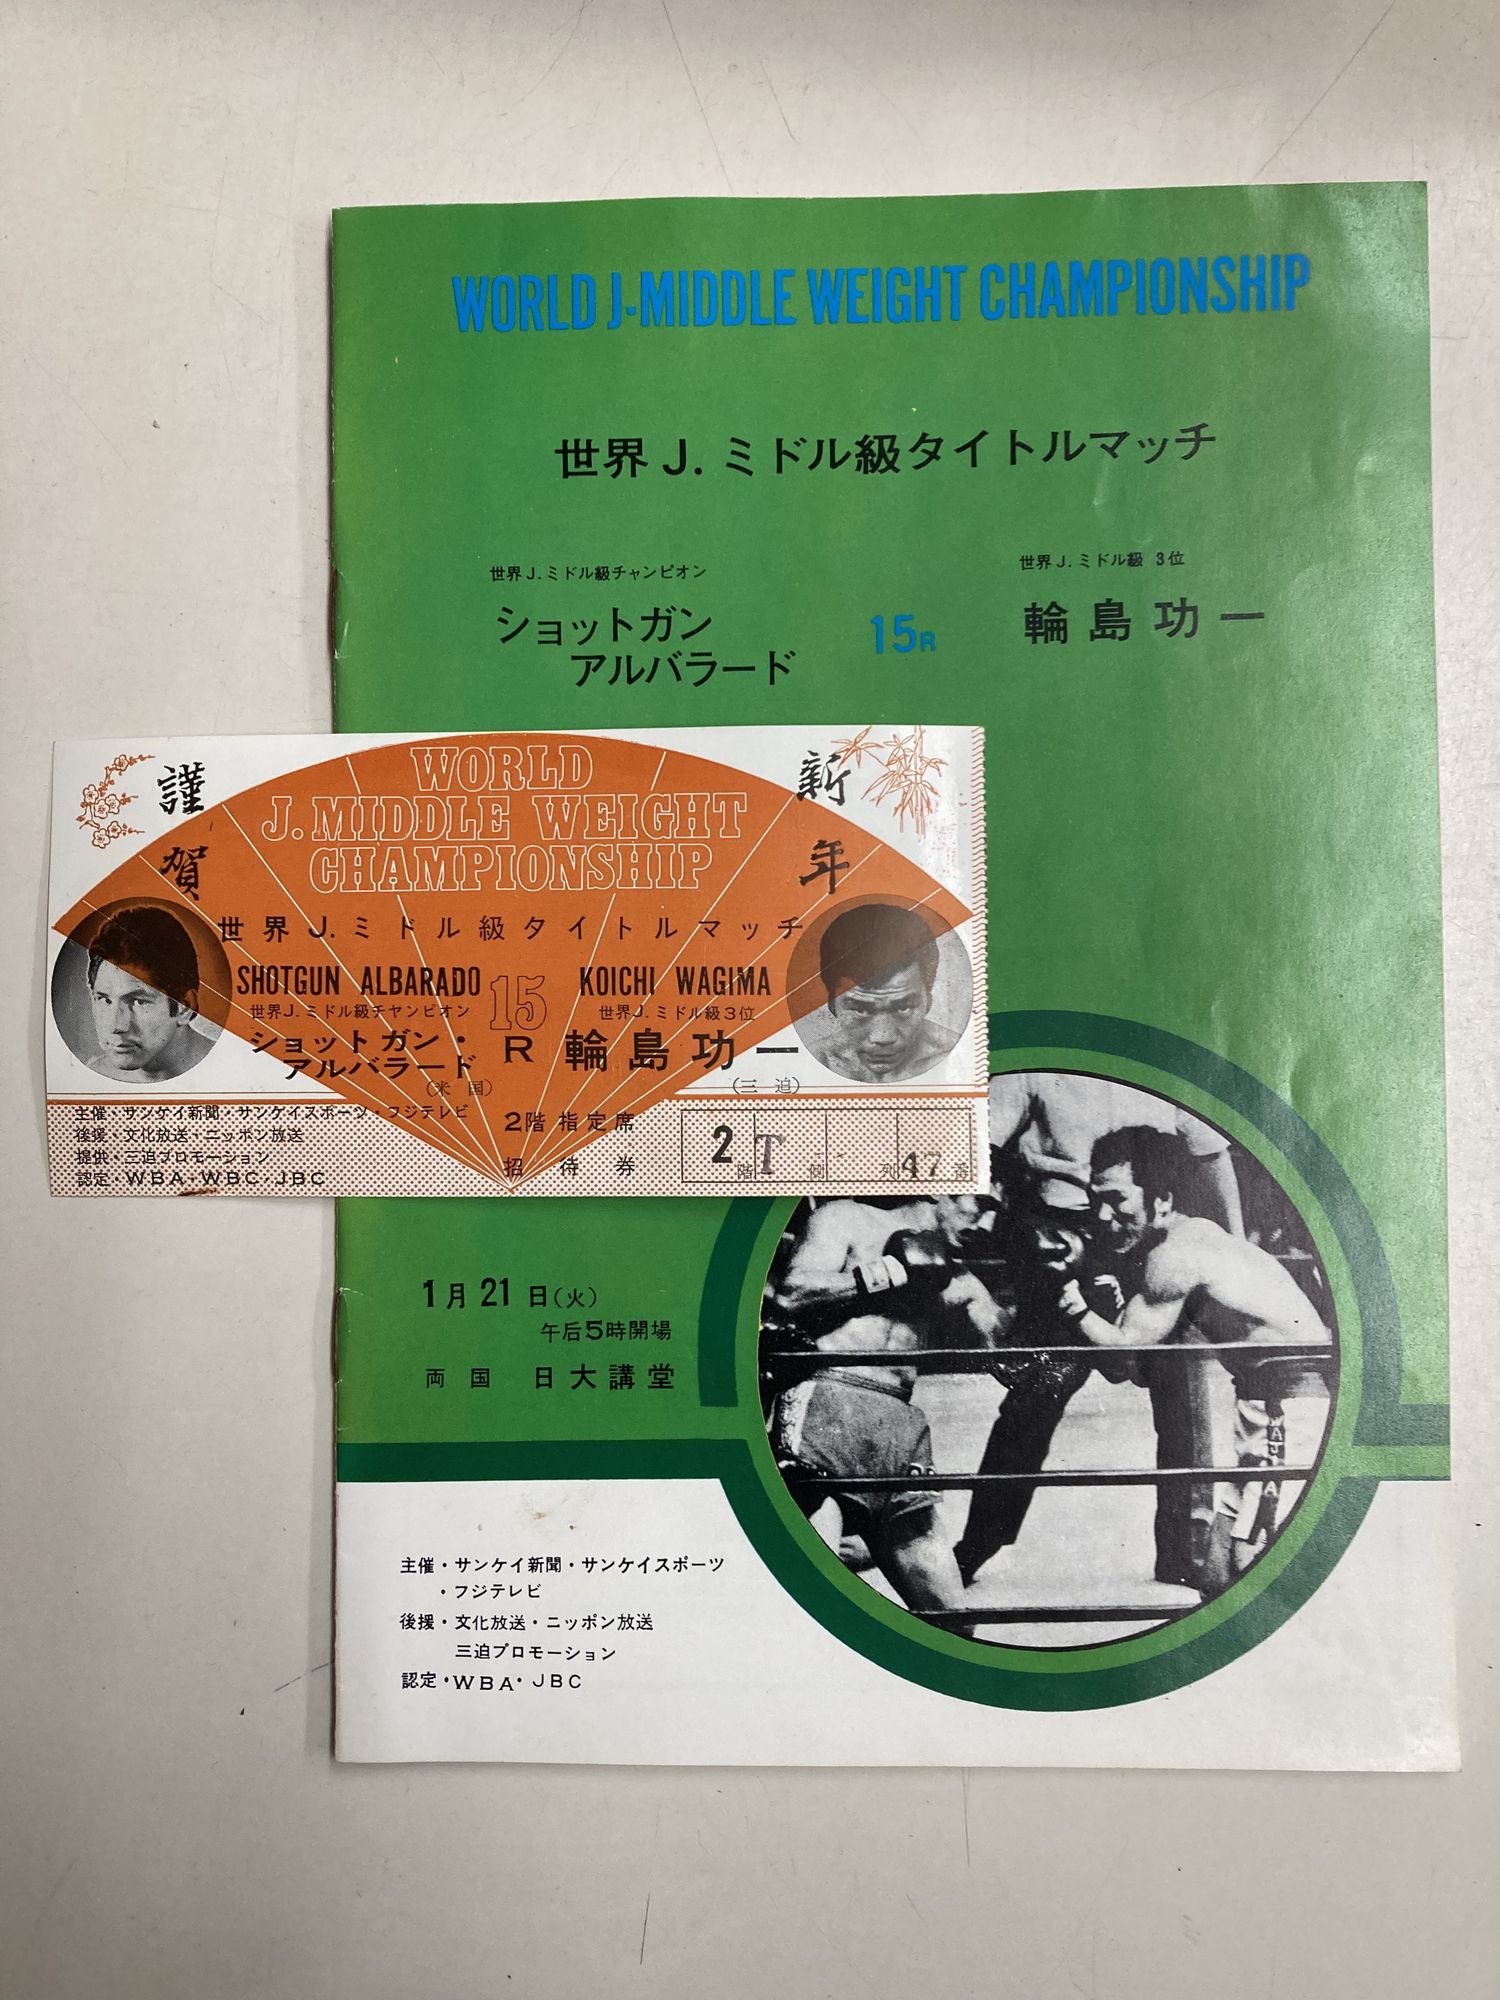 WORLD J-MIDDLE WEIGHT CHAMPIONSHIP
世界J.ミドル級タイトルマッチ
世界J.ミドル級チャンピオン
ショットガン
アルバラード
15R
世界J.ミドル級 3位
輪島功一
謹賀
新年
WORLD
J.MIDDLE WEIGHT
CHAMPIONSHIP
世界J.ミドル級タイトルマッチ
SHOTGUN ALBARADO
世界J.ミドル級チャンピオン
ショットガン・
アルバラード
(米国)
15
R
KOICHI WAGIMA
世界J.ミドル級3位
輪島功一
(三迫)
主催・サンケイ新聞・サンケイスポーツ・フジテレビ
後援・文化放送・ニッポン放送
提供・三迫プロモーション
認定・WBA・WBC・JBC
2階指定席
招待券
2階 T側 - 列 47番
1月21日(火)
午后5時開場
両国 日大講堂
主催・サンケイ新聞・サンケイスポーツ
・フジテレビ
後援・文化放送・ニッポン放送
三迫プロモーション
認定・WBA・JBC